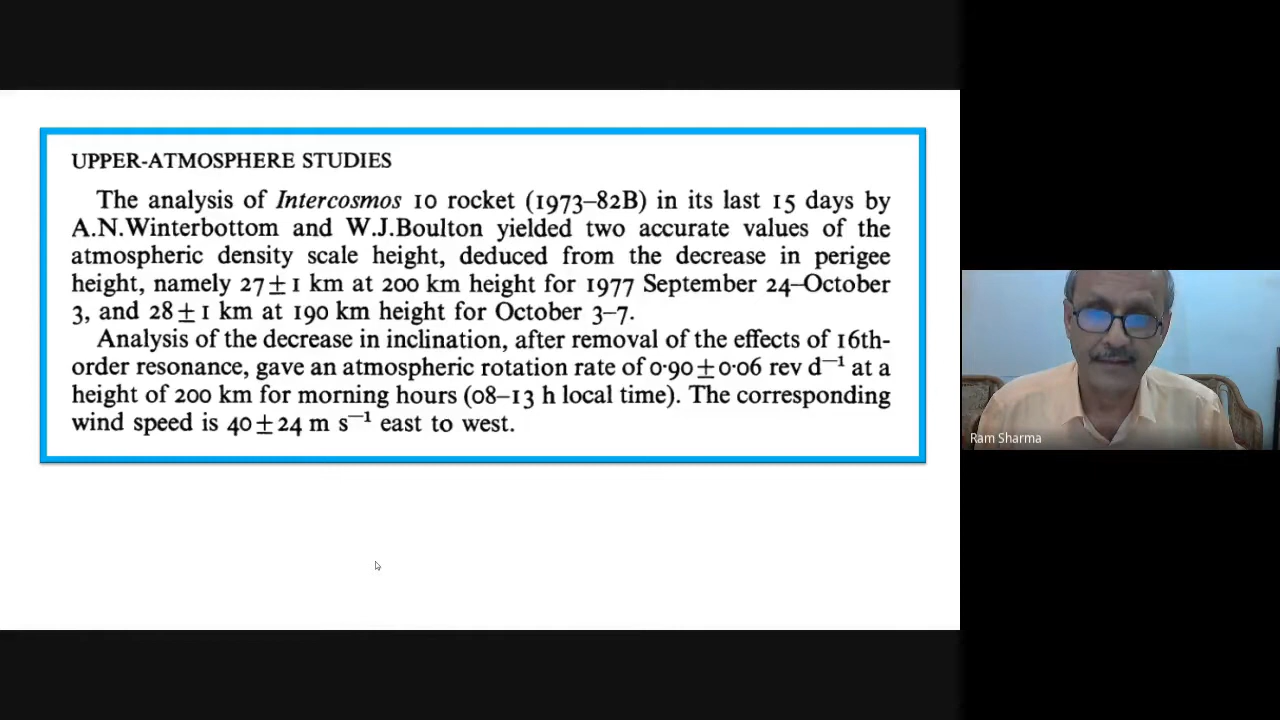 UPPER-ATMOSPHERE STUDIES
The analysis of Intercosmos 10 rocket (1973–82B) in its last 15 days by
A.N.Winterbottom and W.J.Boulton yielded two accurate values of the
atmospheric density scale height, deduced from the decrease in perigee
height, namely 27±1 km at 200 km height for 1977 September 24–October
3, and 28±1 km at 190 km height for October 3–7.
Analysis of the decrease in inclination, after removal of the effects of 16th-
order resonance, gave an atmospheric rotation rate of 0·90±0·06 rev d⁻¹ at a
height of 200 km for morning hours (08–13 h local time). The corresponding
wind speed is 40±24 m s⁻¹ east to west.
Ram Sharma